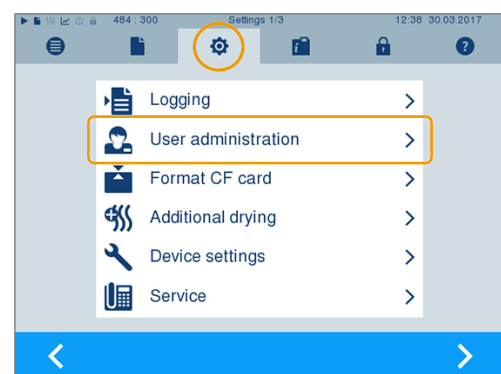 484 : 300 Settings 1/3 12:38 30.03.2017
Logging
User administration
Format CF card
Additional drying
Device settings
Service